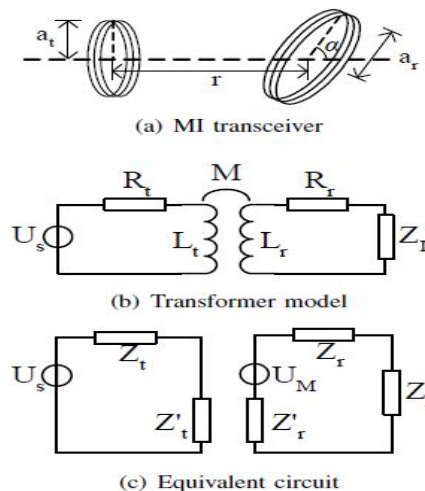 a_t
r
α
a_r
(a) MI transceiver
M
R_t
R_r
U_s
L_t
L_r
(b) Transformer model
Z_t
Z_r
U_s
U_M
Z'_t
Z'_r
(c) Equivalent circuit